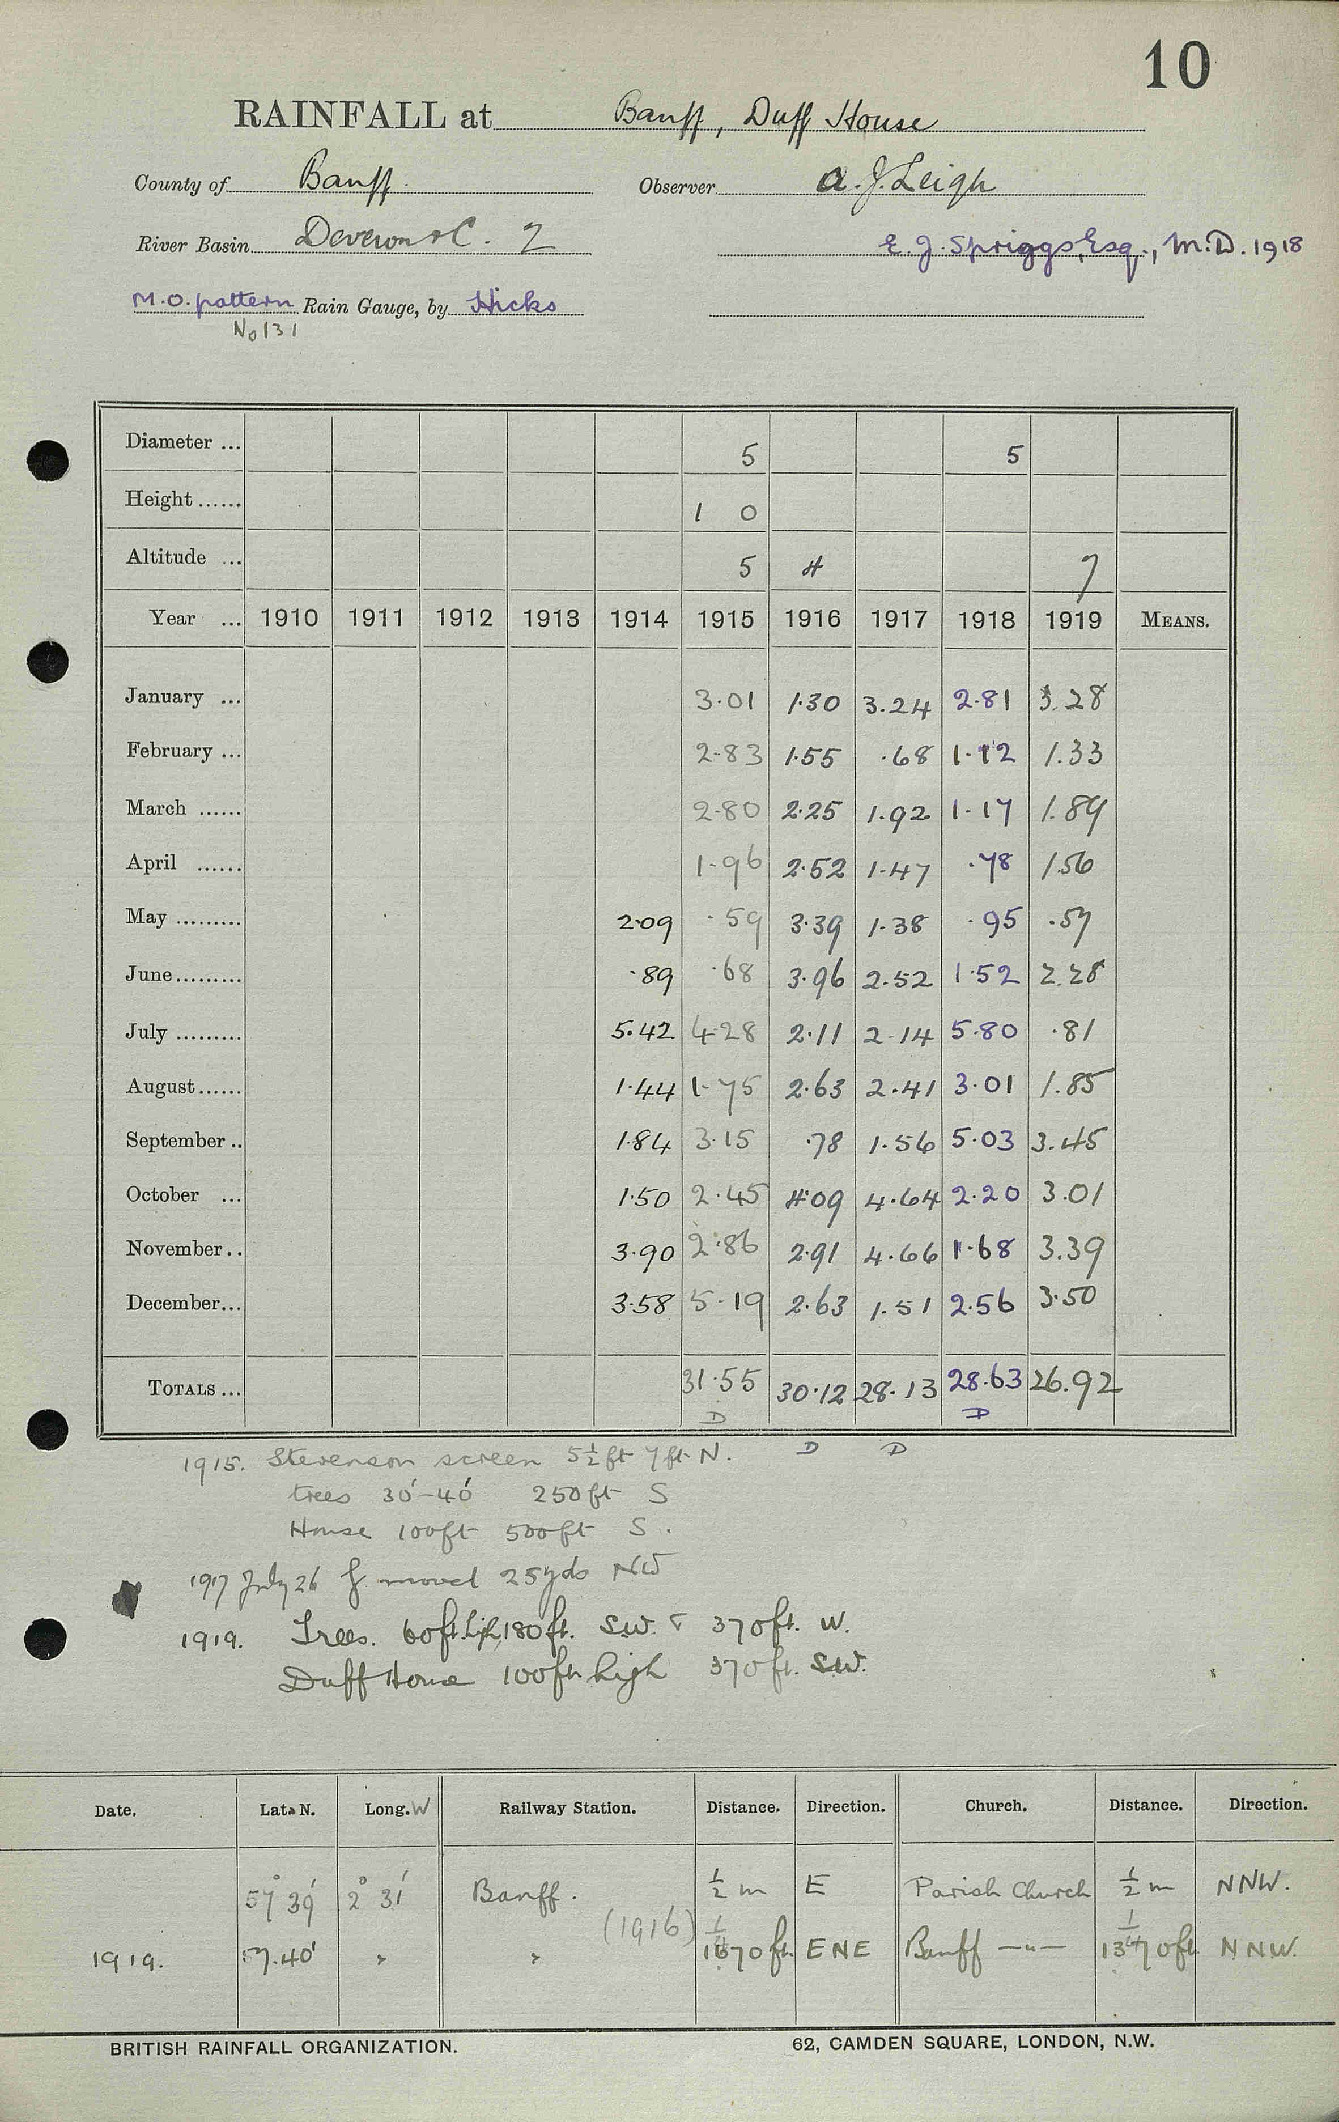 10
RAINFALL at Banff, Duff House
County of Banff. Observer A. J. Leigh
River Basin Deveron &C. 2 E. J. Spriggs, Esq., M.D. 1918
M.O. pattern Rain Gauge, by Hicks
No 131
Diameter ... 5 5
Height ...... 1 0
Altitude ... 5 4 7
Year ... 1910 1911 1912 1913 1914 1915 1916 1917 1918 1919 MEANS.
January ... 3.01 1.30 3.24 2.81 3.28
February ... 2.83 1.55 .68 1.12 1.33
March ...... 2.80 2.25 1.92 1.17 1.89
April ...... 1.96 2.52 1.47 .78 1.56
May ......... 2.09 .59 3.39 1.38 .95 .57
June ......... .89 .68 3.96 2.52 1.52 2.28
July ......... 5.42 4.28 2.11 2.14 5.80 .81
August ...... 1.44 1.75 2.63 2.41 3.01 1.85
September .. 1.84 3.15 .78 1.56 5.03 3.45
October ... 1.50 2.45 4.09 4.64 2.20 3.01
November .. 3.90 2.86 2.91 4.66 1.68 3.39
December ... 3.58 5.19 2.63 1.51 2.56 3.50
TOTALS ... 31.55 30.12 28.13 28.63 26.92
D D
D D
1915. Stevenson screen 5½ft 7ft N.
trees 30'-40' 250ft S
House 100ft 500ft S.
1917 July 26 g. moved 25yds NW
1919. Trees. 60ft. high, 180ft. S.W. & 370ft. W.
Duff House 100ft. high 370ft. S.W.
Date. Lat. N. Long. W Railway Station. Distance. Direction. Church. Distance. Direction.
57° 39' 2° 31' Banff. ½ m E Parish Church ½ m NNW.
(1916)
1919. 57.40' " " 1670ft. ENE Banff —"— 1370ft. NNW.
BRITISH RAINFALL ORGANIZATION. 62, CAMDEN SQUARE, LONDON, N.W.